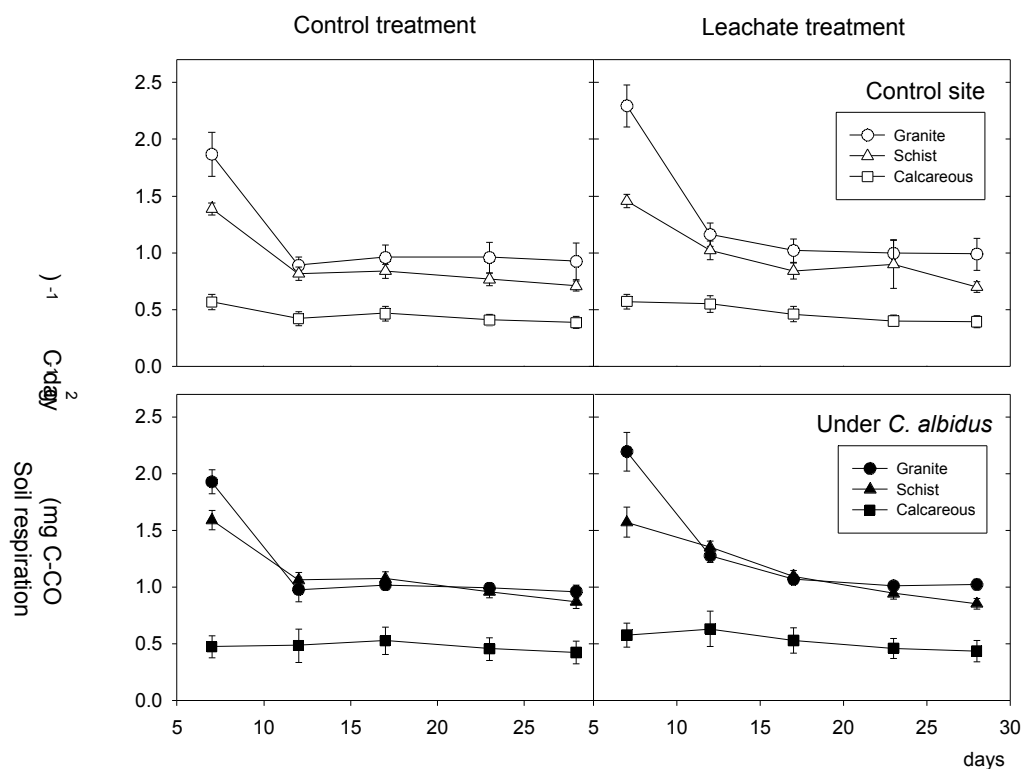 Control treatment
Leachate treatment
2.5
2.0
1.5
1.0
0.5
0.0
Control site
Granite
Schist
Calcareous
Soil respiration
(mg C-CO
2
)
-1
2.5
2.0
1.5
1.0
0.5
0.0
Under C. albidus
Granite
Schist
Calcareous
5
10
15
20
25
5
10
15
20
25
30
days